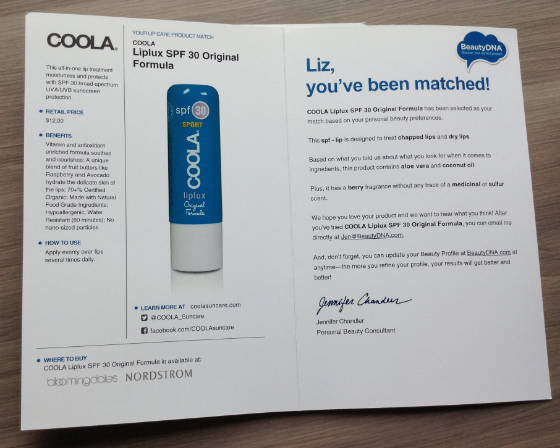 COOLA.
This all-in-one lip treatment
moisturizes and protects
with SPF 30 broad-spectrum
UVA/UVB sunscreen
protection.
RETAIL PRICE
$12.00
BENEFITS
Vitamin and antioxidant
enriched formula soothes
and nourishes: A unique
blend of fruit butters like
Raspberry and Avocado
hydrate the delicate skin of
the lips; 70+% Certified
Organic; Made with Natural
Food Grade Ingredients;
Hypoallergenic; Water
Resistant (80 minutes); No
nano-sized particles
HOW TO USE
Apply evenly over lips
several times daily.
YOUR LIP CARE PRODUCT MATCH
COOLA
Liplux SPF 30 Original
Formula
spf 30
SPORT
COOLA.
liplux
Original
Formula
LEARN MORE AT coolasuncare.com
@COOLA_Suncare
facebook.com/COOLAsuncare
WHERE TO BUY
COOLA Liplux SPF 30 Original Formula is available at:
bloomingdales NORDSTROM
BeautyDNA
Liz,
you've been matched!
COOLA Liplux SPF 30 Original Formula has been selected as your
match based on your personal beauty preferences.
This spf - lip is designed to treat chapped lips and dry lips.
Based on what you told us about what you look for when it comes to
ingredients, this product contains aloe vera and coconut oil.
Plus, it has a berry fragrance without any trace of a medicinal or sulfur
scent.
We hope you love your product and we want to hear what you think! After
you've tried COOLA Liplux SPF 30 Original Formula, you can email me
directly at Jen@BeautyDNA.com.
And, don't forget, you can update your Beauty Profile at BeautyDNA.com at
anytime—the more you refine your profile, your results will get better and
better!
Jennifer Chandler
Jennifer Chandler
Personal Beauty Consultant